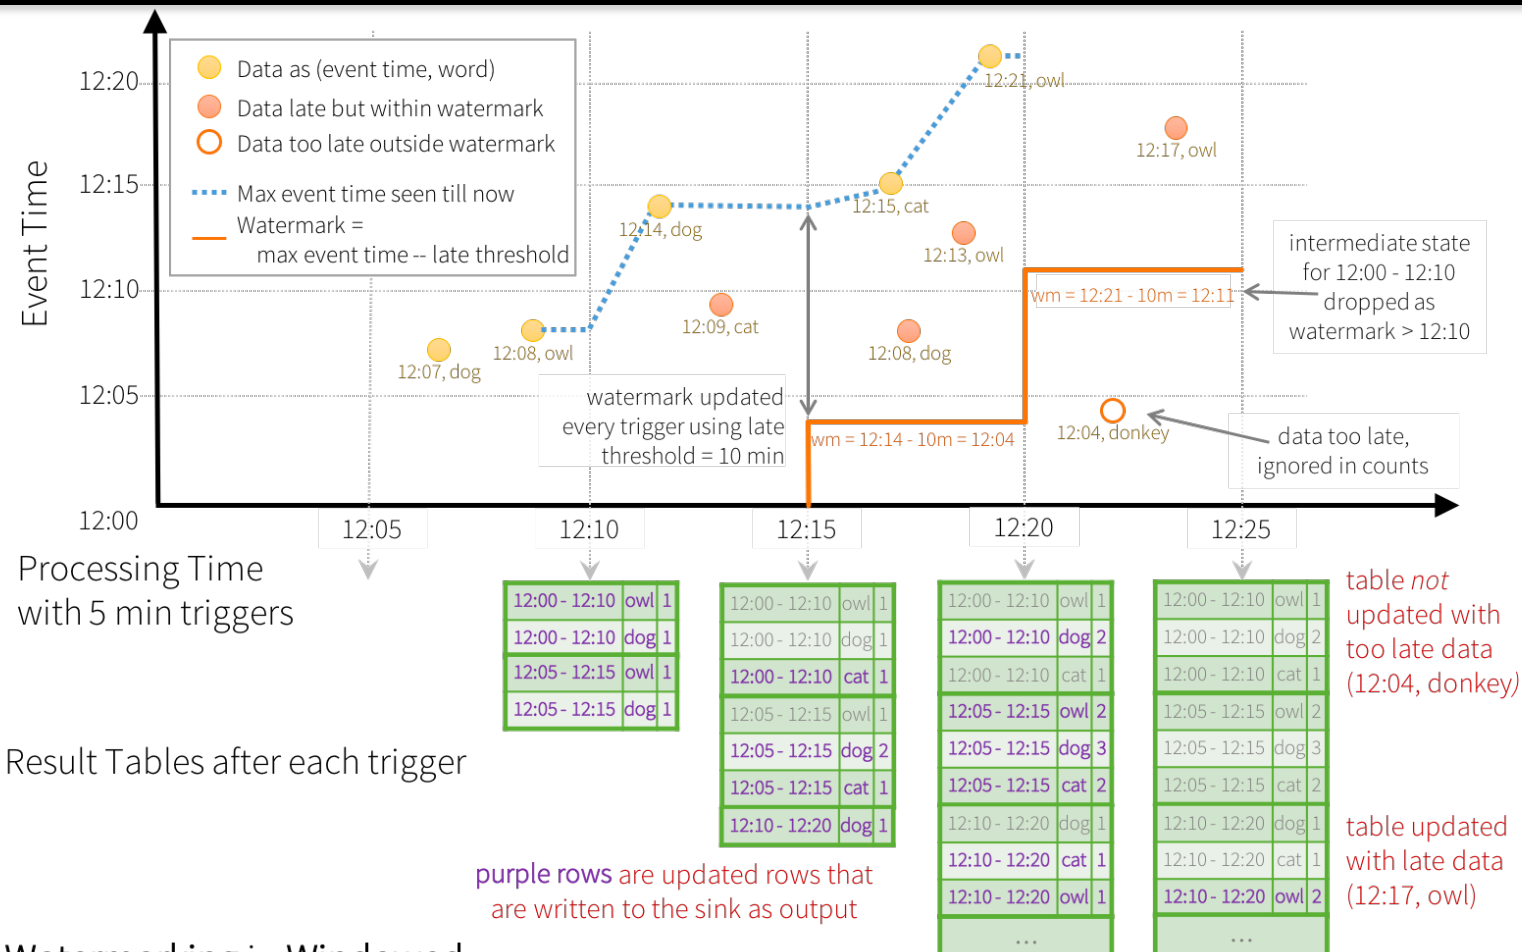 Data as (event time, word)
Data late but within watermark
Data too late outside watermark
Max event time seen till now
Watermark =
max event time -- late threshold
Event Time
12:20
12:15
12:10
12:05
12:00
12:21, owl
12:17, owl
12:15, cat
12:14, dog
12:13, owl
12:09, cat
12:08, dog
12:08, owl
12:07, dog
12:04, donkey
wm = 12:21 - 10m = 12:11
wm = 12:14 - 10m = 12:04
intermediate state
for 12:00 - 12:10
dropped as
watermark > 12:10
watermark updated
every trigger using late
threshold = 10 min
data too late,
ignored in counts
12:05
12:10
12:15
12:20
12:25
Processing Time
with 5 min triggers
12:00 - 12:10 owl 1
12:00 - 12:10 dog 1
12:05 - 12:15 owl 1
12:05 - 12:15 dog 1
12:00 - 12:10 owl 1
12:00 - 12:10 dog 1
12:00 - 12:10 cat 1
12:05 - 12:15 owl 1
12:05 - 12:15 dog 2
12:05 - 12:15 cat 1
12:10 - 12:20 dog 1
12:00 - 12:10 owl 1
12:00 - 12:10 dog 2
12:00 - 12:10 cat 1
12:05 - 12:15 owl 2
12:05 - 12:15 dog 3
12:05 - 12:15 cat 2
12:10 - 12:20 dog 1
12:10 - 12:20 cat 1
12:10 - 12:20 owl 1
...
12:00 - 12:10 owl 1
12:00 - 12:10 dog 2
12:00 - 12:10 cat 1
12:05 - 12:15 owl 2
12:05 - 12:15 dog 3
12:05 - 12:15 cat 2
12:10 - 12:20 dog 1
12:10 - 12:20 cat 1
12:10 - 12:20 owl 2
...
table not
updated with
too late data
(12:04, donkey)
Result Tables after each trigger
table updated
with late data
(12:17, owl)
purple rows are updated rows that
are written to the sink as output
Watermarking in Windowed